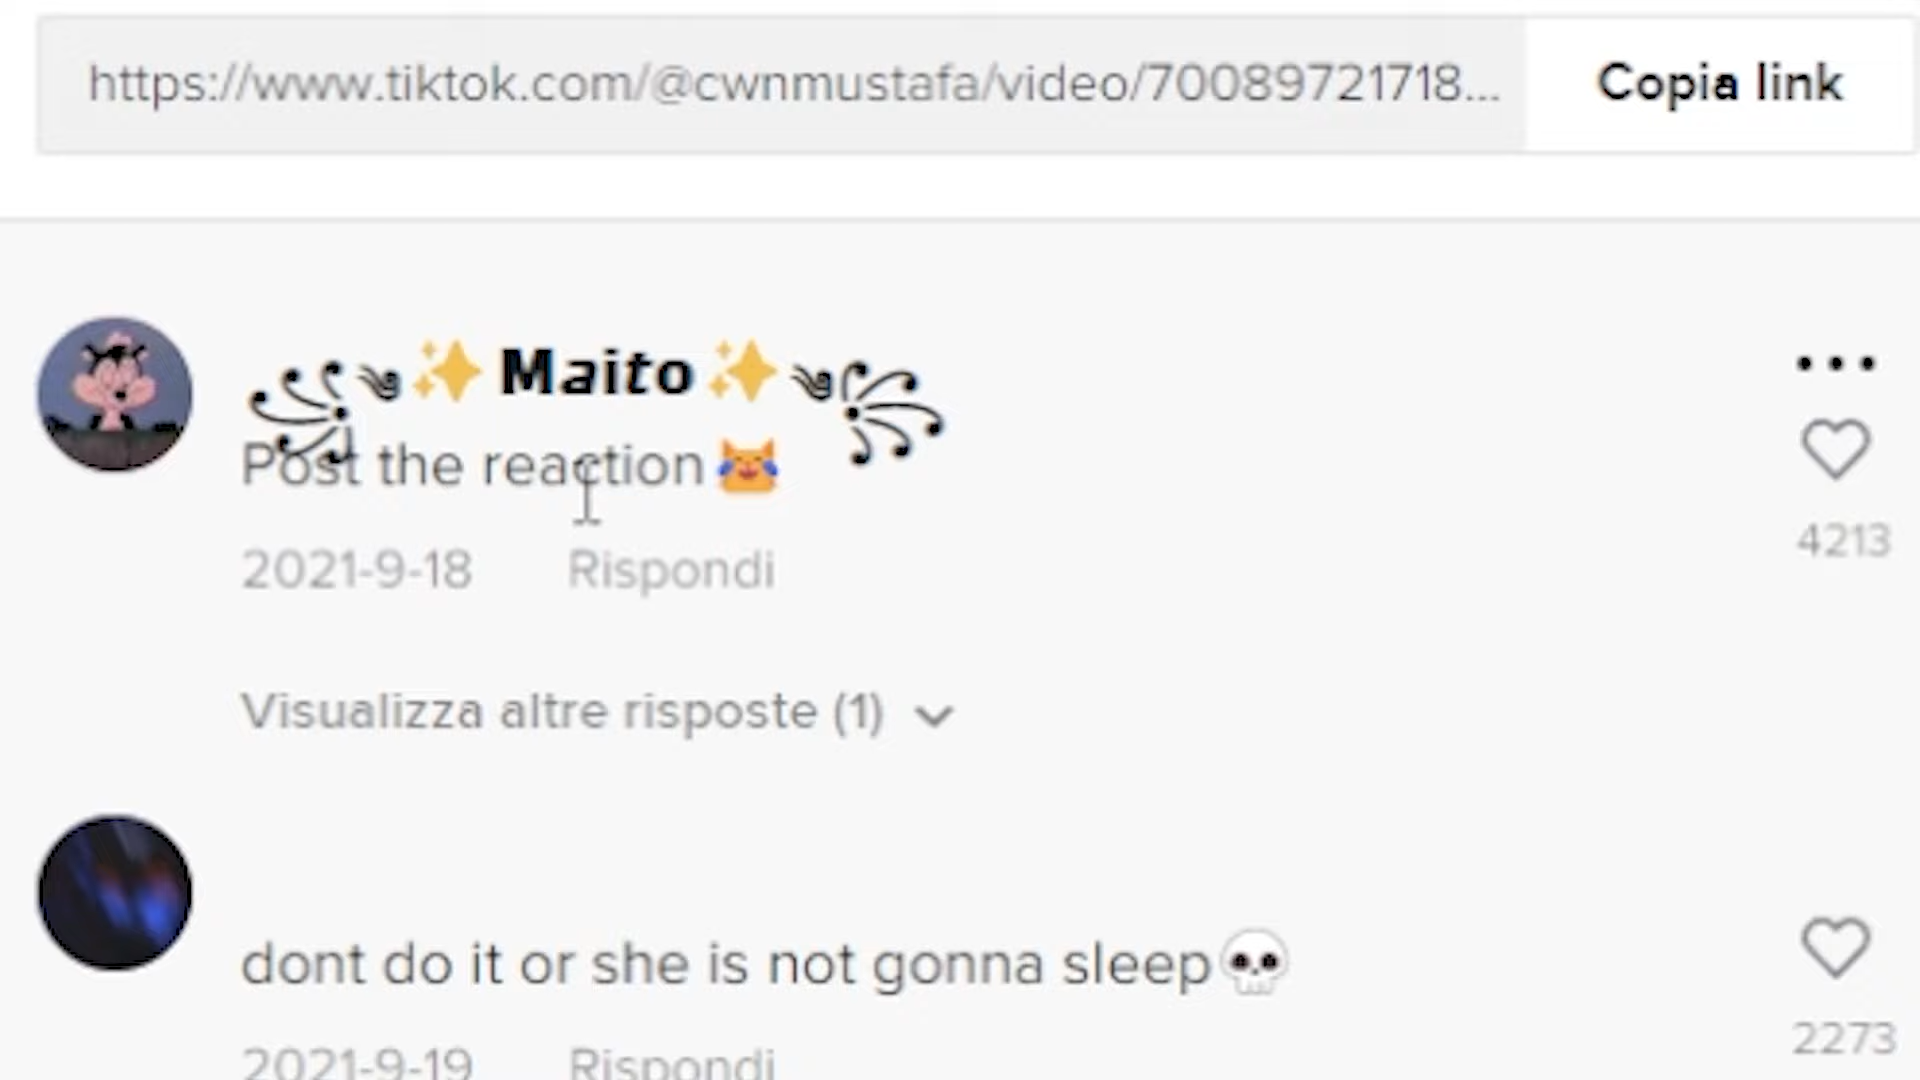 https://www.tiktok.com/@cwnmustafa/video/70089721718...
Copia link
꧁༺✨Maito✨༻꧂
Post the reaction😹
2021-9-18 Rispondi
4213
Visualizza altre risposte (1)
dont do it or she is not gonna sleep💀
2021-9-19 Rispondi
2273